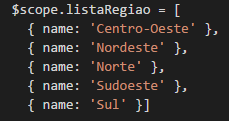 $scope.listaRegiao = [
{ name: 'Centro-Oeste' },
{ name: 'Nordeste' },
{ name: 'Norte' },
{ name: 'Sudoeste' },
{ name: 'Sul' }]